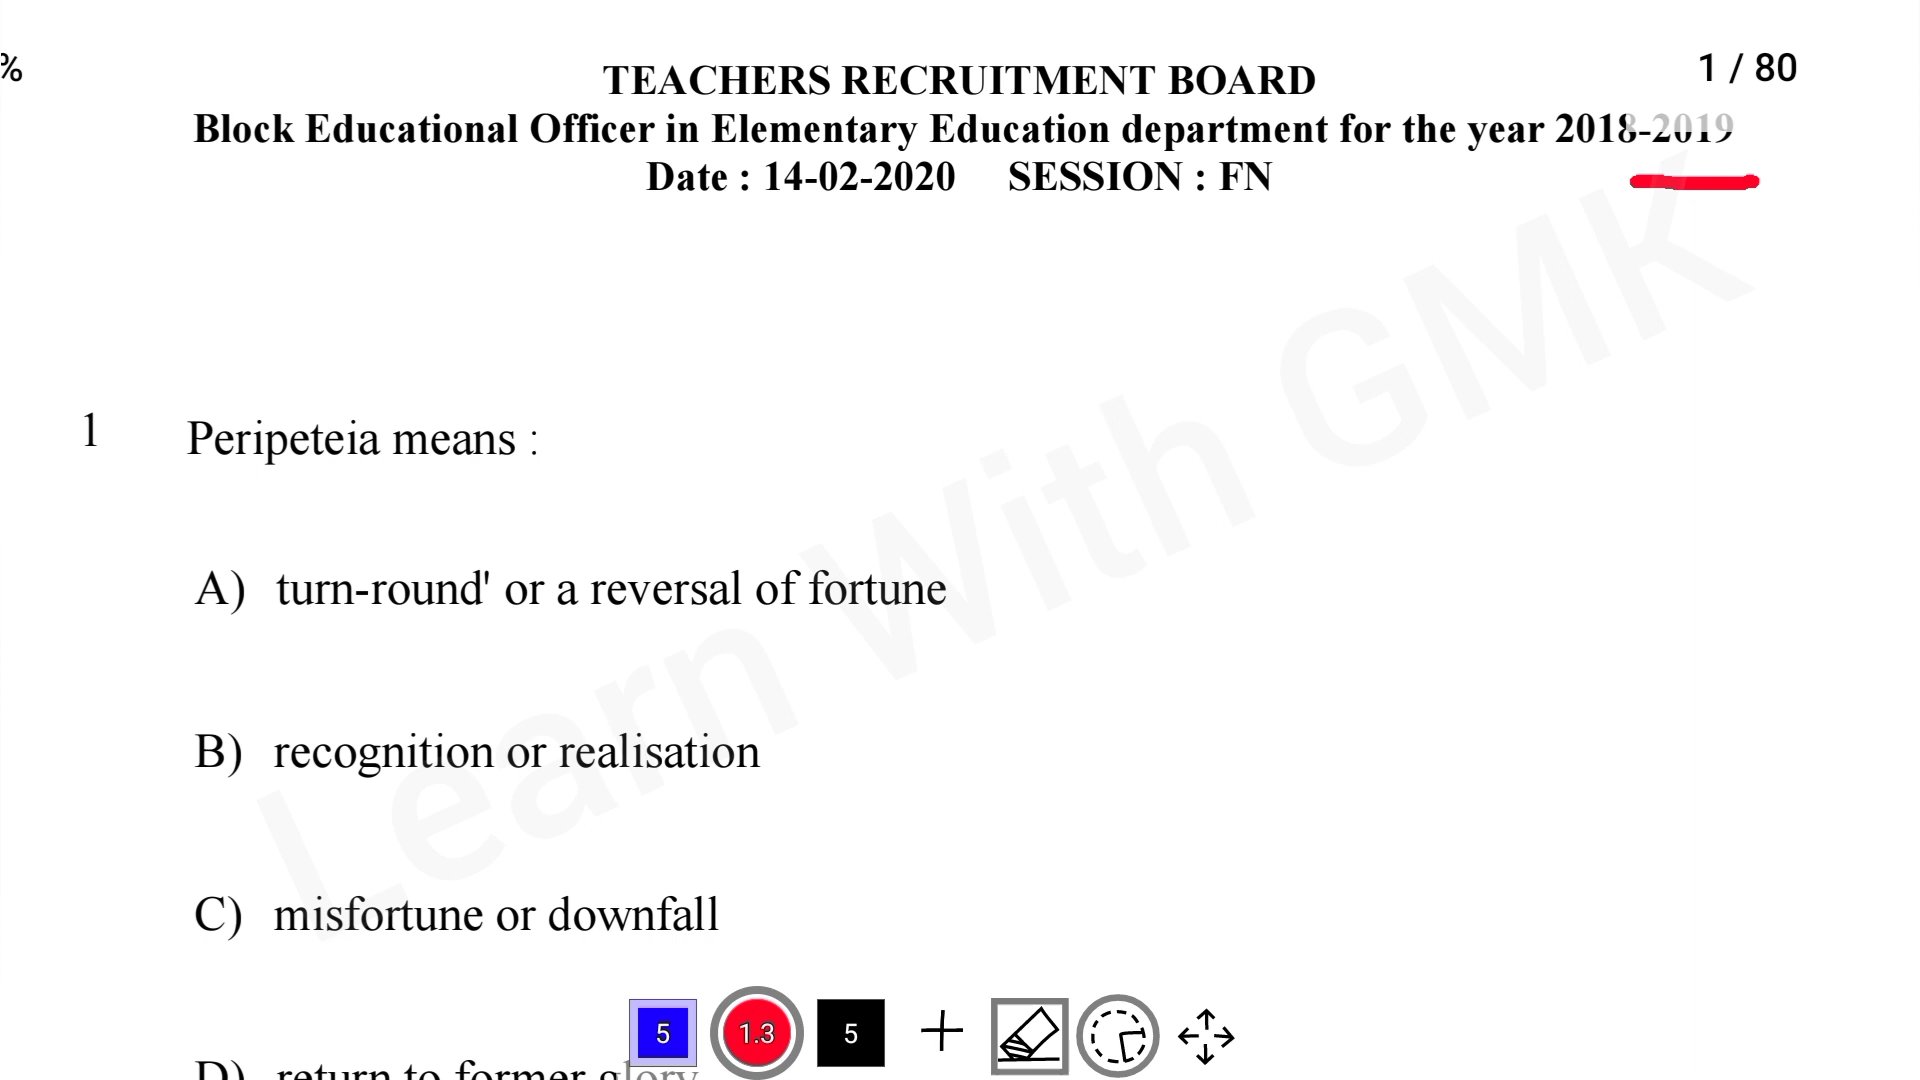 %
1 / 80
TEACHERS RECRUITMENT BOARD
Block Educational Officer in Elementary Education department for the year 2018-2019
Date : 14-02-2020 SESSION : FN
1 Peripeteia means :
A) turn-round' or a reversal of fortune
B) recognition or realisation
C) misfortune or downfall
D) return to former glory
5 1.3 5
Learn With GMK